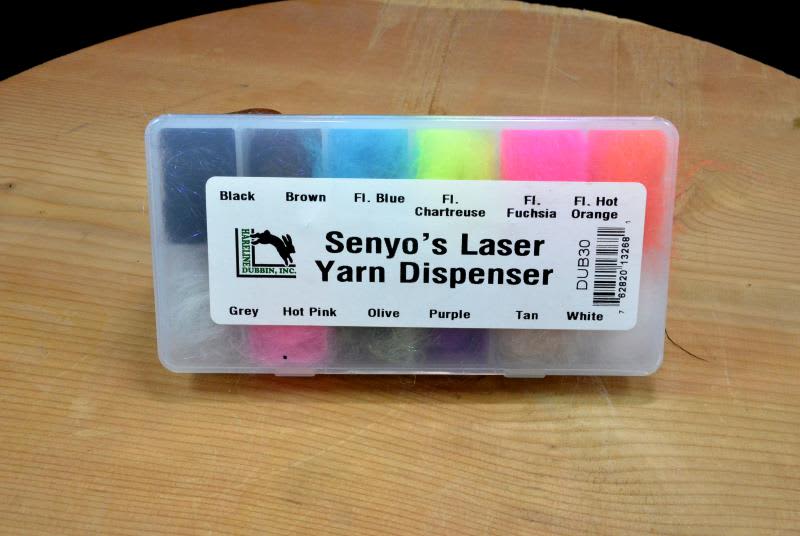 Black Brown Fl. Blue Fl. Chartreuse Fl. Fuchsia Fl. Hot Orange
HARELINE
DUBBIN, INC.
Senyo's Laser
Yarn Dispenser
DUB30
7 62820 13268 1
Grey Hot Pink Olive Purple Tan White